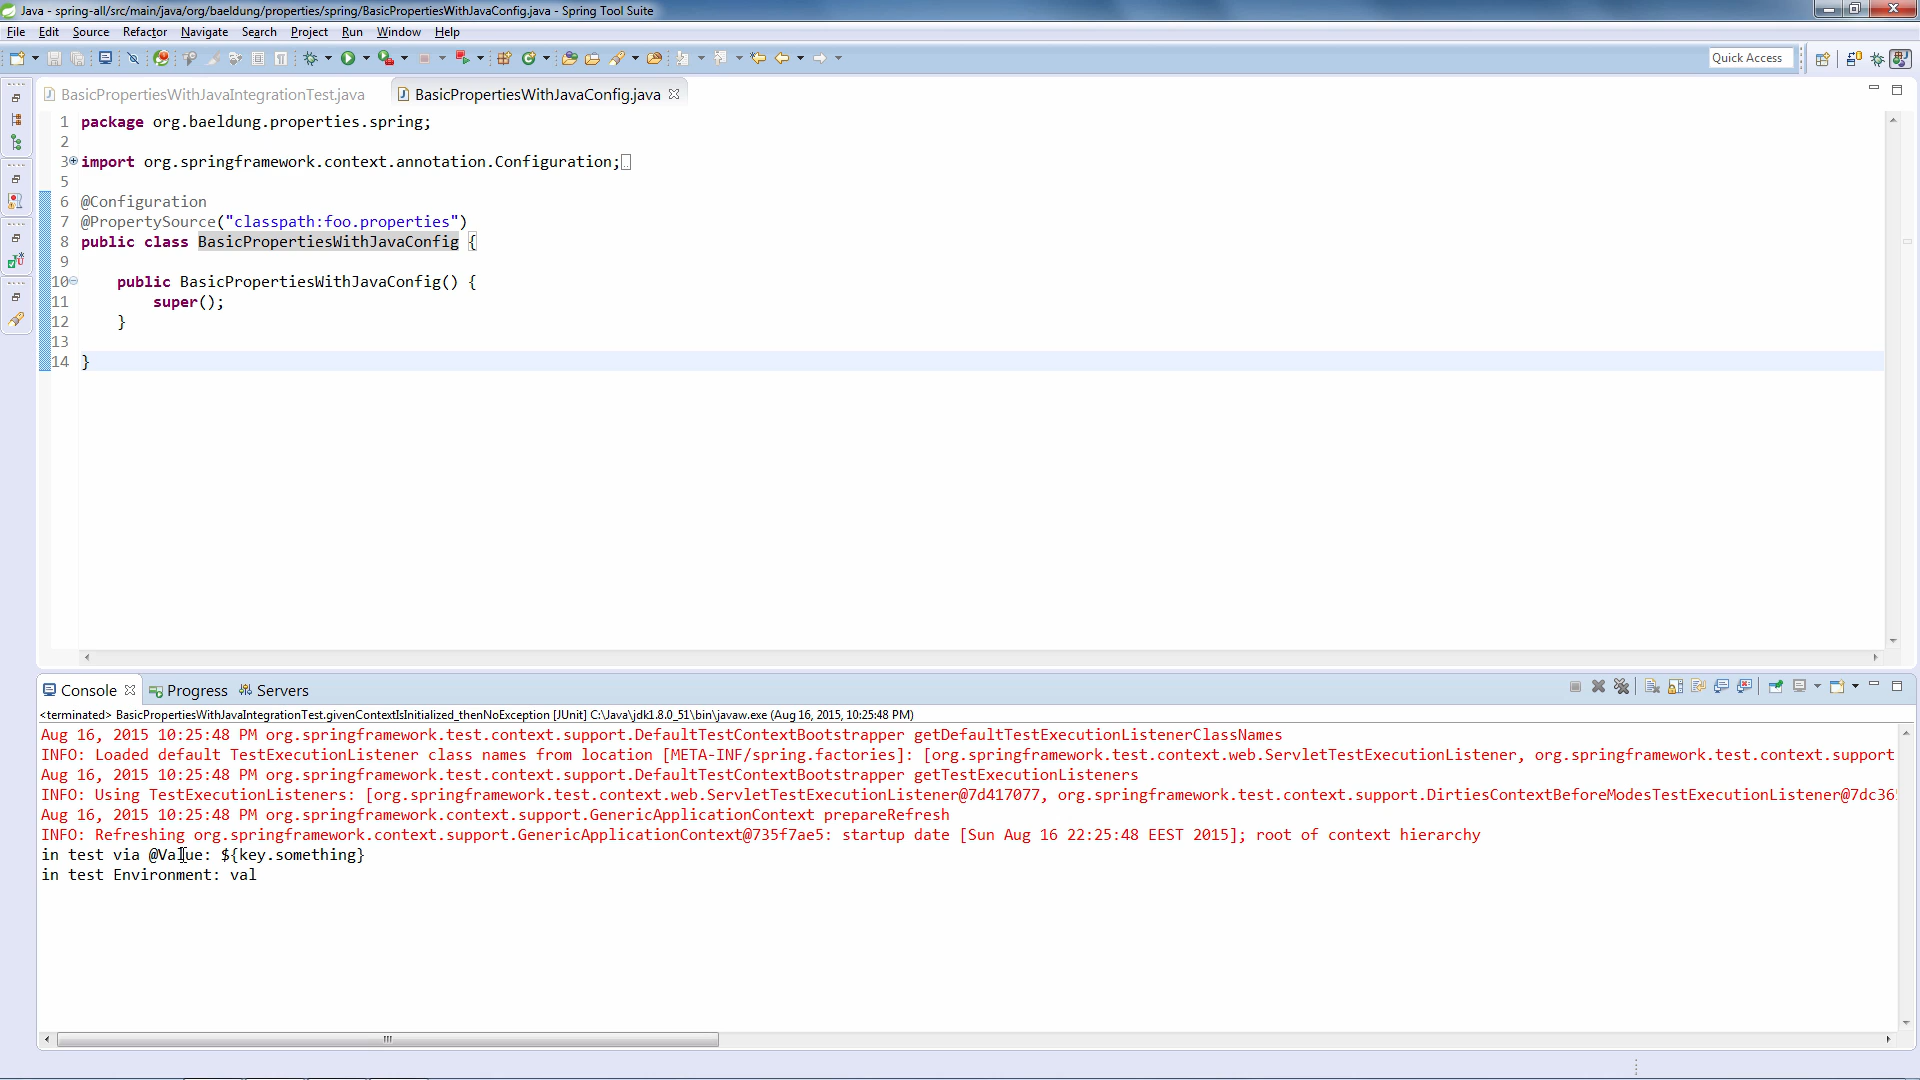 Java - spring-all/src/main/java/org/baeldung/properties/spring/BasicPropertiesWithJavaConfig.java - Spring Tool Suite
File Edit Source Refactor Navigate Search Project Run Window Help
Quick Access
BasicPropertiesWithJavaIntegrationTest.java BasicPropertiesWithJavaConfig.java
1 package org.baeldung.properties.spring;
2
3 import org.springframework.context.annotation.Configuration;
5
6 @Configuration
7 @PropertySource("classpath:foo.properties")
8 public class BasicPropertiesWithJavaConfig {
9
10 public BasicPropertiesWithJavaConfig() {
11 super();
12 }
13
14 }
Console Progress Servers
<terminated> BasicPropertiesWithJavaIntegrationTest.givenContextIsInitialized_thenNoException [JUnit] C:\Java\jdk1.8.0_51\bin\javaw.exe (Aug 16, 2015, 10:25:48 PM)
Aug 16, 2015 10:25:48 PM org.springframework.test.context.support.DefaultTestContextBootstrapper getDefaultTestExecutionListenerClassNames
INFO: Loaded default TestExecutionListener class names from location [META-INF/spring.factories]: [org.springframework.test.context.web.ServletTestExecutionListener, org.springframework.test.context.support
Aug 16, 2015 10:25:48 PM org.springframework.test.context.support.DefaultTestContextBootstrapper getTestExecutionListeners
INFO: Using TestExecutionListeners: [org.springframework.test.context.web.ServletTestExecutionListener@7d417077, org.springframework.test.context.support.DirtiesContextBeforeModesTestExecutionListener@7dc36
Aug 16, 2015 10:25:48 PM org.springframework.context.support.GenericApplicationContext prepareRefresh
INFO: Refreshing org.springframework.context.support.GenericApplicationContext@735f7ae5: startup date [Sun Aug 16 22:25:48 EEST 2015]; root of context hierarchy
in test via @Value: ${key.something}
in test Environment: val